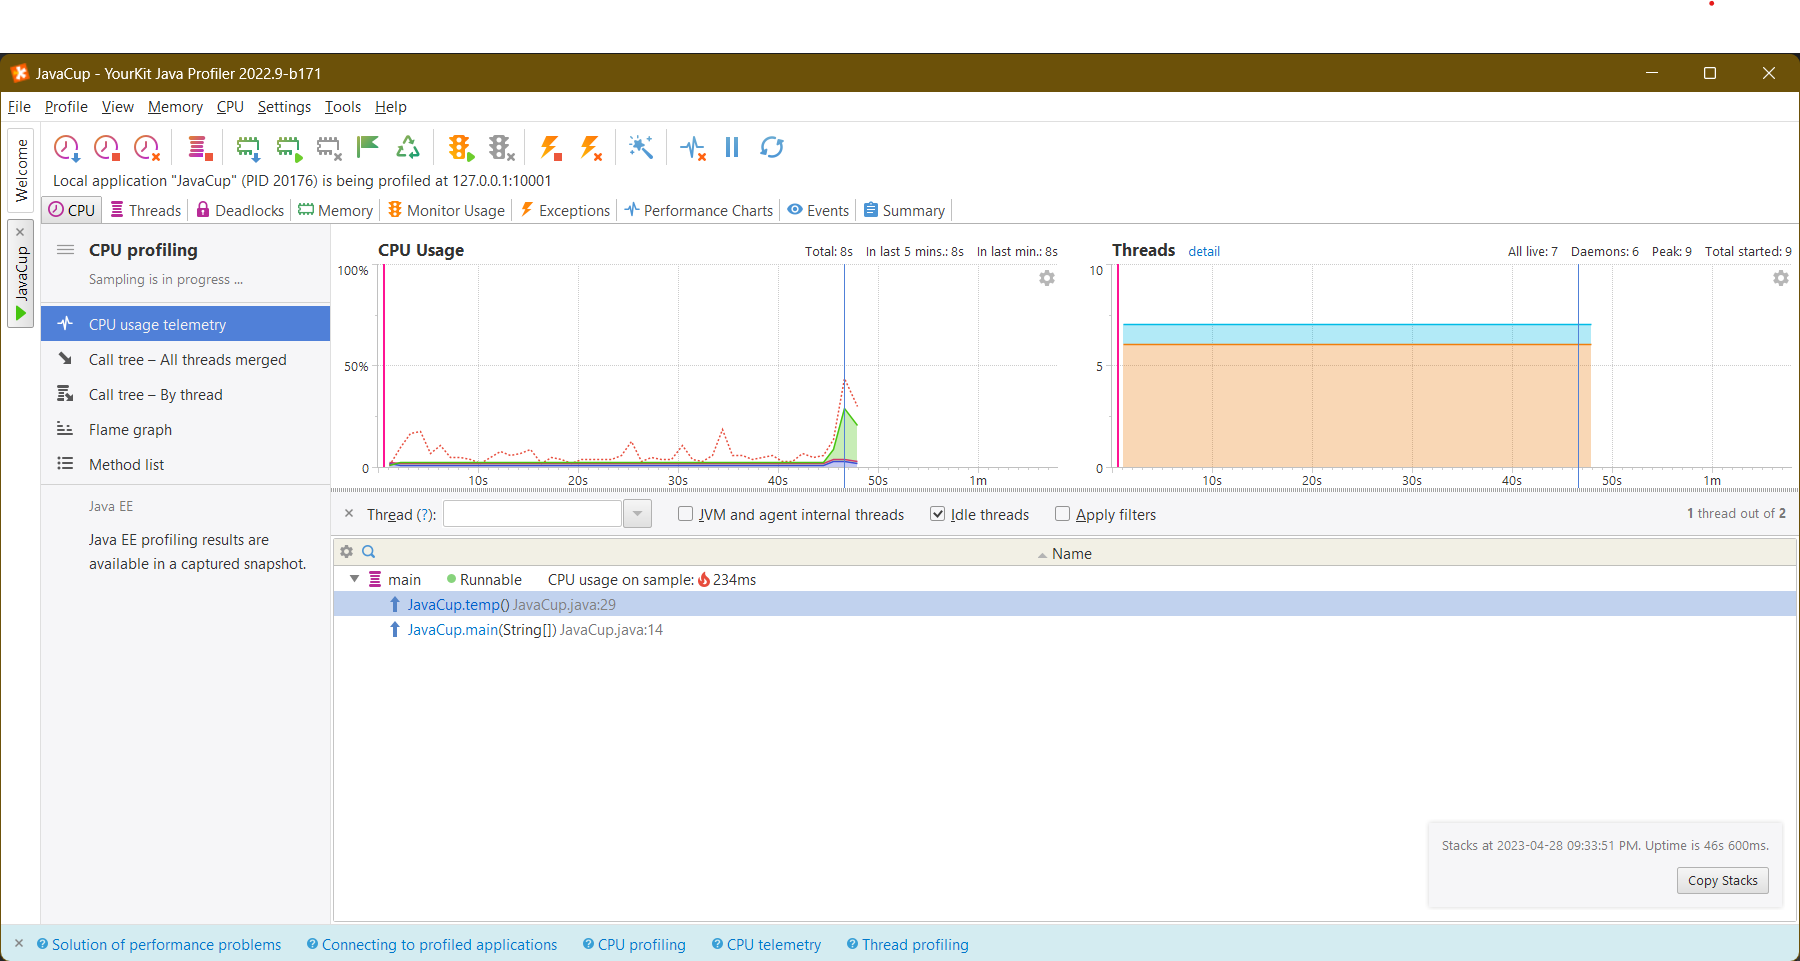 JavaCup - YourKit Java Profiler 2022.9-b171
File Profile View Memory CPU Settings Tools Help
Welcome
JavaCup
Local application "JavaCup" (PID 20176) is being profiled at 127.0.0.1:10001
CPU Threads Deadlocks Memory Monitor Usage Exceptions Performance Charts Events Summary
CPU profiling
Sampling is in progress ...
CPU usage telemetry
Call tree – All threads merged
Call tree – By thread
Flame graph
Method list
Java EE
Java EE profiling results are
available in a captured snapshot.
CPU Usage Total: 8s In last 5 mins.: 8s In last min.: 8s
100%
50%
0
10s 20s 30s 40s 50s 1m
Threads detail All live: 7 Daemons: 6 Peak: 9 Total started: 9
10
5
0
10s 20s 30s 40s 50s 1m
Thread (?): JVM and agent internal threads Idle threads Apply filters 1 thread out of 2
Name
main Runnable CPU usage on sample: 234ms
JavaCup.temp() JavaCup.java:29
JavaCup.main(String[]) JavaCup.java:14
Stacks at 2023-04-28 09:33:51 PM. Uptime is 46s 600ms.
Copy Stacks
Solution of performance problems Connecting to profiled applications CPU profiling CPU telemetry Thread profiling